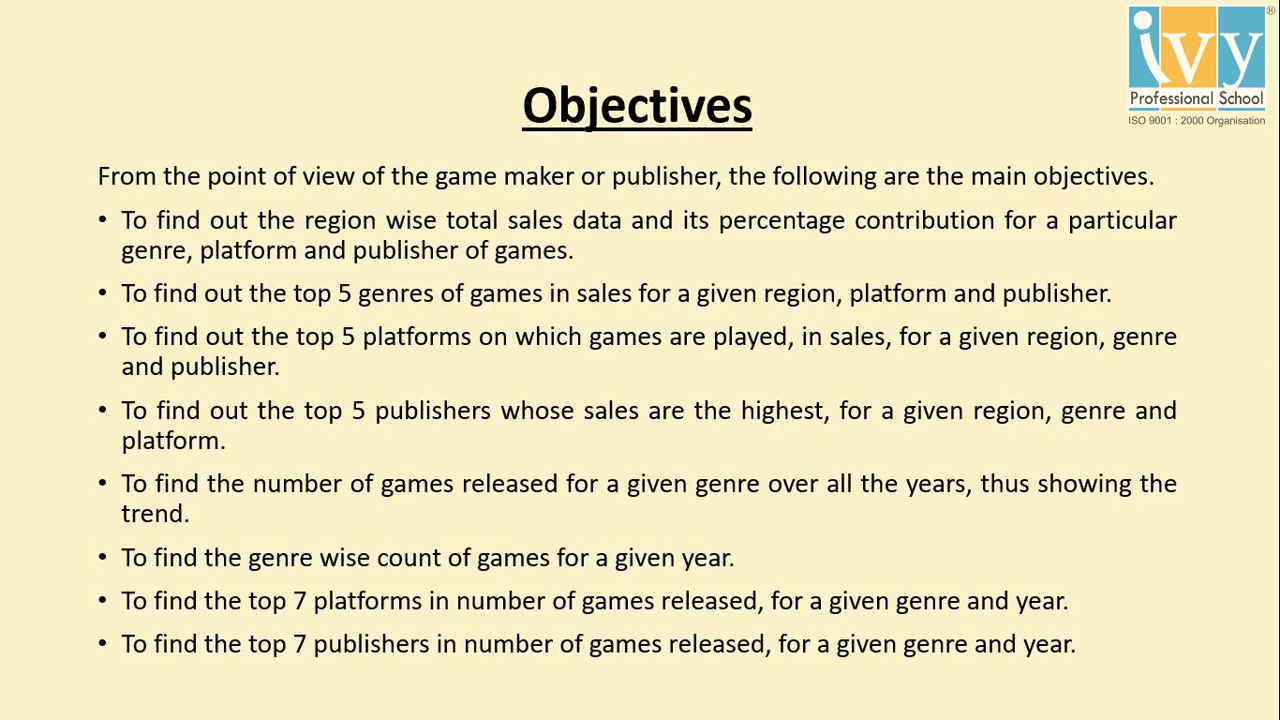 ivy
®
Professional School
ISO 9001 : 2000 Organisation
Objectives
From the point of view of the game maker or publisher, the following are the main objectives.
• To find out the region wise total sales data and its percentage contribution for a particular
genre, platform and publisher of games.
• To find out the top 5 genres of games in sales for a given region, platform and publisher.
• To find out the top 5 platforms on which games are played, in sales, for a given region, genre
and publisher.
• To find out the top 5 publishers whose sales are the highest, for a given region, genre and
platform.
• To find the number of games released for a given genre over all the years, thus showing the
trend.
• To find the genre wise count of games for a given year.
• To find the top 7 platforms in number of games released, for a given genre and year.
• To find the top 7 publishers in number of games released, for a given genre and year.